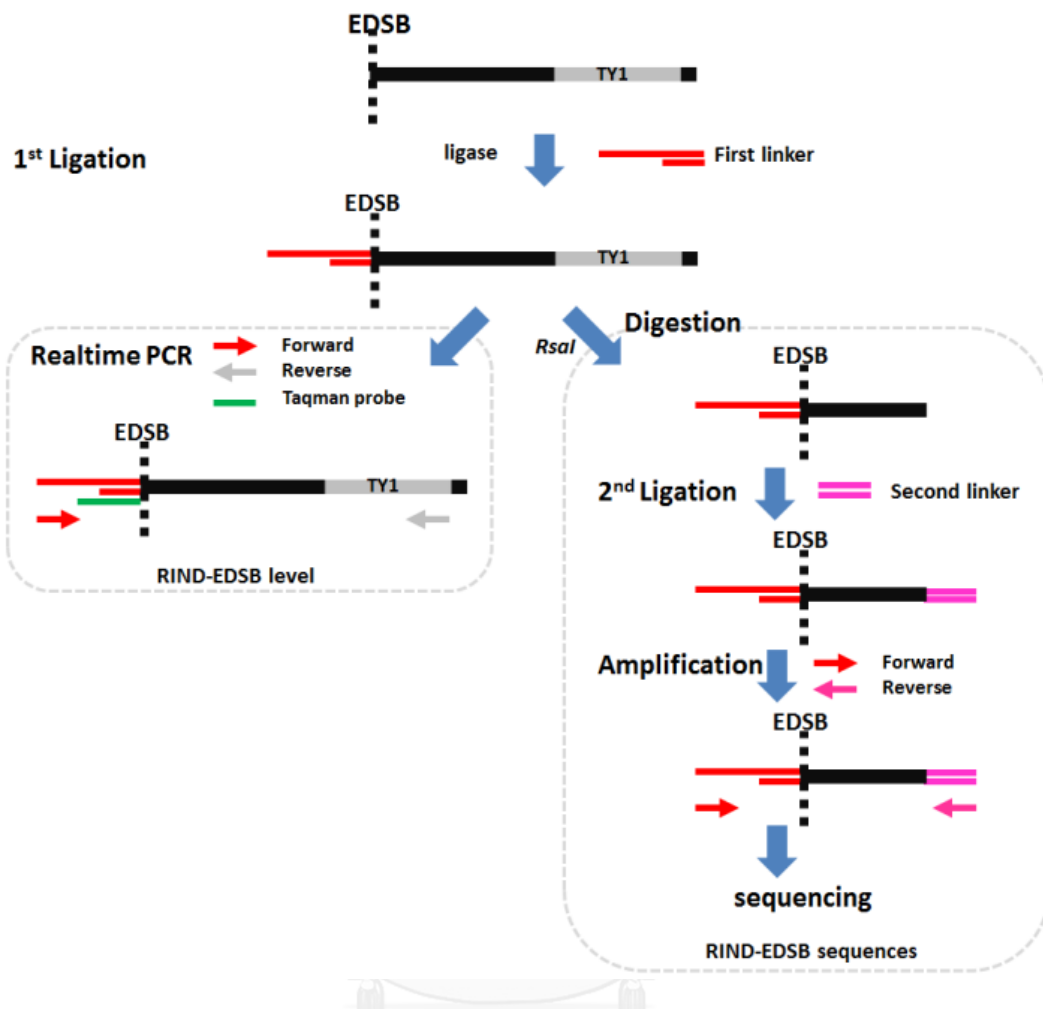 EDSB
TY1
1st Ligation
ligase
First linker
EDSB
TY1
Realtime PCR
Forward
Reverse
Taqman probe
EDSB
TY1
RIND-EDSB level
RsaI
Digestion
EDSB
2nd Ligation
Second linker
EDSB
Amplification
Forward
Reverse
EDSB
sequencing
RIND-EDSB sequences